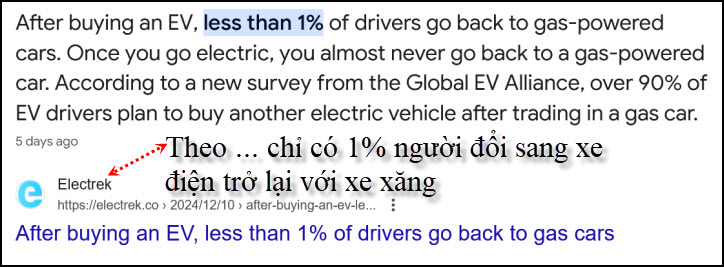 After buying an EV, less than 1% of drivers go back to gas-powered
cars. Once you go electric, you almost never go back to a gas-powered
car. According to a new survey from the Global EV Alliance, over 90% of
EV drivers plan to buy another electric vehicle after trading in a gas car.
5 days ago
Theo ... chỉ có 1% người đổi sang xe
điện trở lại với xe xăng
Electrek
https://electrek.co › 2024/12/10 › after-buying-an-ev-le...
After buying an EV, less than 1% of drivers go back to gas cars